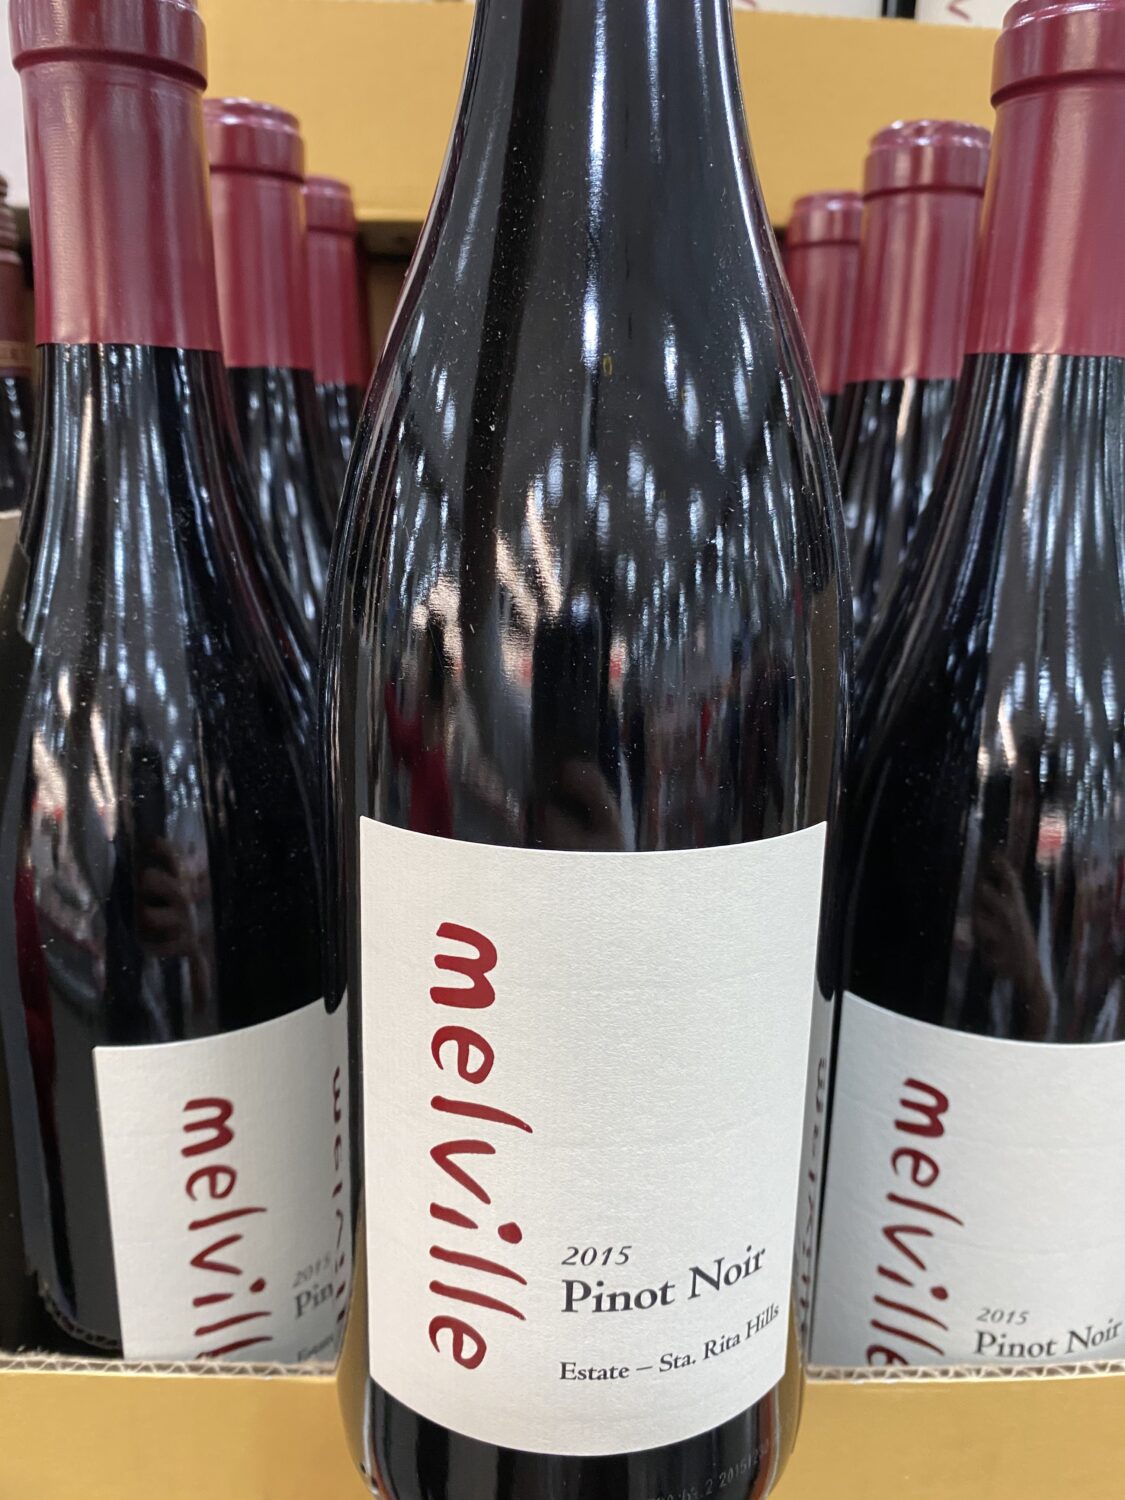 melville
2015
Pinot Noir
Estate – Sta. Rita Hills
melville
2015
Pin
melville
2015
Pinot Noir